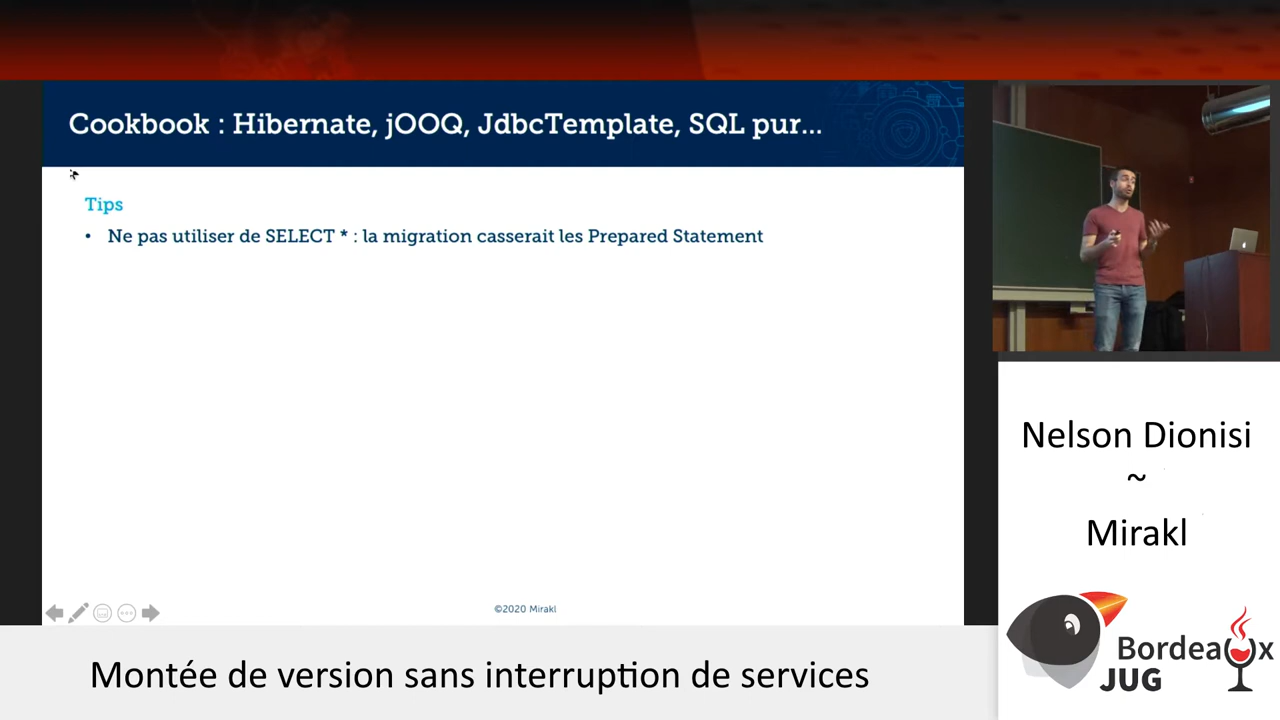 Cookbook : Hibernate, jOOQ, JdbcTemplate, SQL pur...
Tips
• Ne pas utiliser de SELECT * : la migration casserait les Prepared Statement
©2020 Mirakl
Nelson Dionisi
~
Mirakl
Bordeaux
JUG
Montée de version sans interruption de services